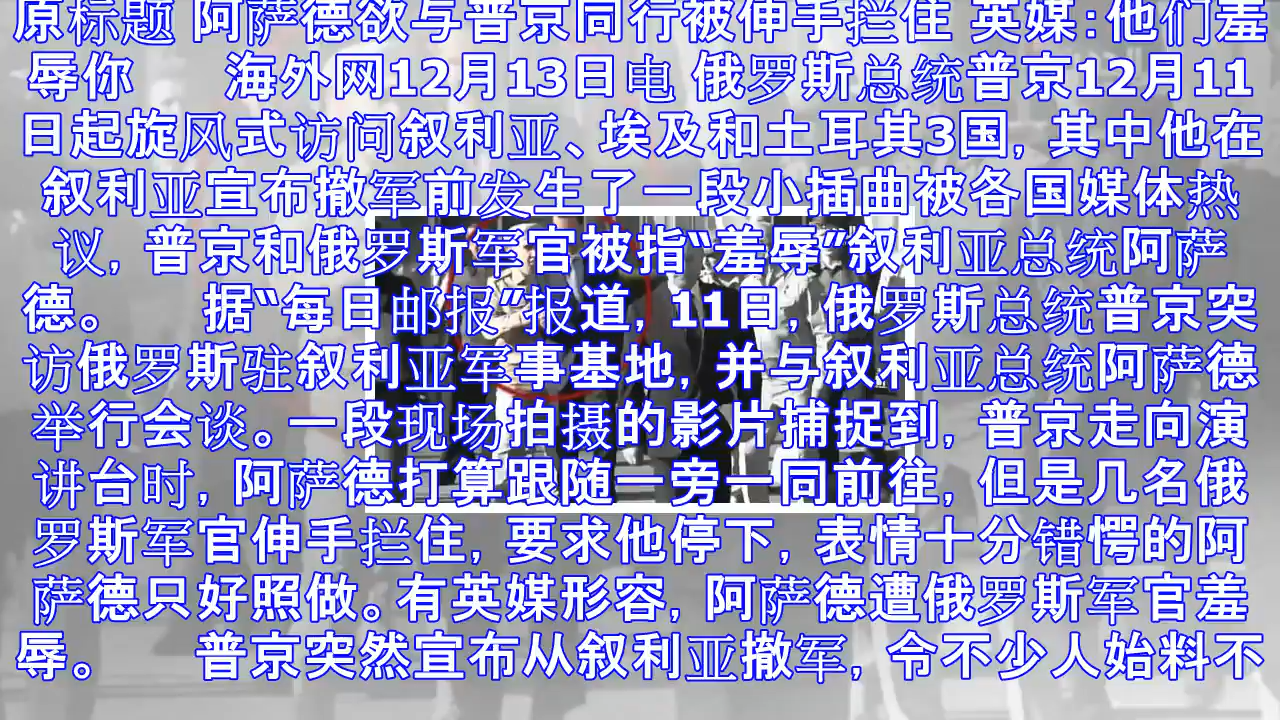 原标题 阿萨德欲与普京同行被伸手拦住 英媒:他们羞
辱你 海外网12月13日电 俄罗斯总统普京12月11
日起旋风式访问叙利亚、埃及和土耳其3国, 其中他在
叙利亚宣布撤军前发生了一段小插曲被各国媒体热
议, 普京和俄罗斯军官被指“羞辱”叙利亚总统阿萨
德。 据“每日邮报”报道, 11日, 俄罗斯总统普京突
访俄罗斯驻叙利亚军事基地, 并与叙利亚总统阿萨德
举行会谈。一段现场拍摄的影片捕捉到, 普京走向演
讲台时, 阿萨德打算跟随一旁一同前往, 但是几名俄
罗斯军官伸手拦住, 要求他停下, 表情十分错愕的阿
萨德只好照做。有英媒形容, 阿萨德遭俄罗斯军官羞
辱。 普京突然宣布从叙利亚撤军, 令不少人始料不